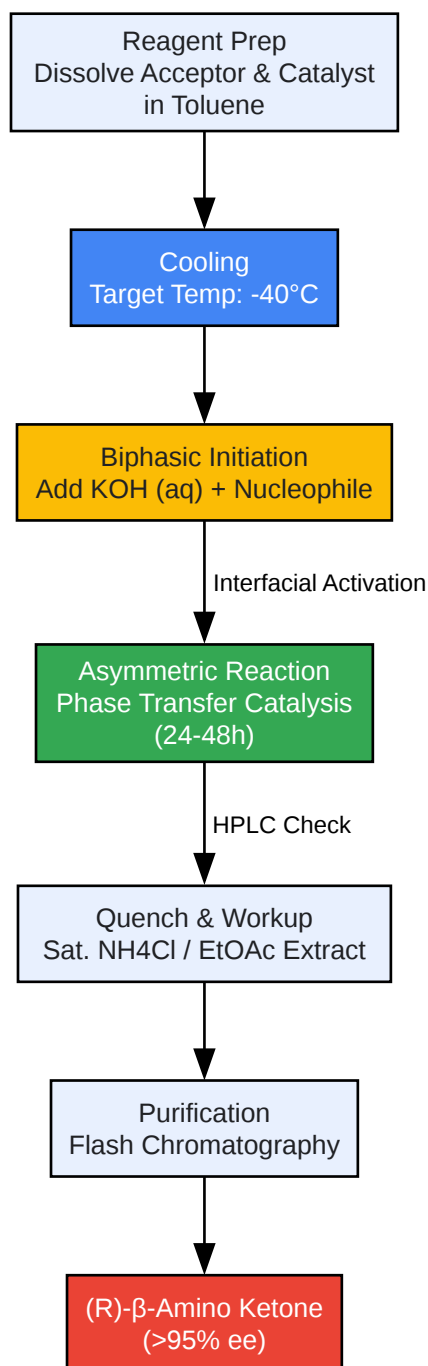 Reagent Prep
Dissolve Acceptor & Catalyst
in Toluene
Cooling
Target Temp: -40°C
Biphasic Initiation
Add KOH (aq) + Nucleophile
Interfacial Activation
Asymmetric Reaction
Phase Transfer Catalysis
(24-48h)
HPLC Check
Quench & Workup
Sat. NH4Cl / EtOAc Extract
Purification
Flash Chromatography
(R)-β-Amino Ketone
(>95% ee)